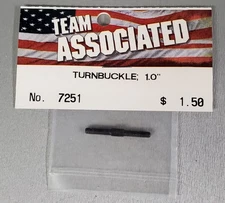 TEAM
ASSOCIATED
TURNBUCKLE; 1.0"
No. 7251 $ 1.50